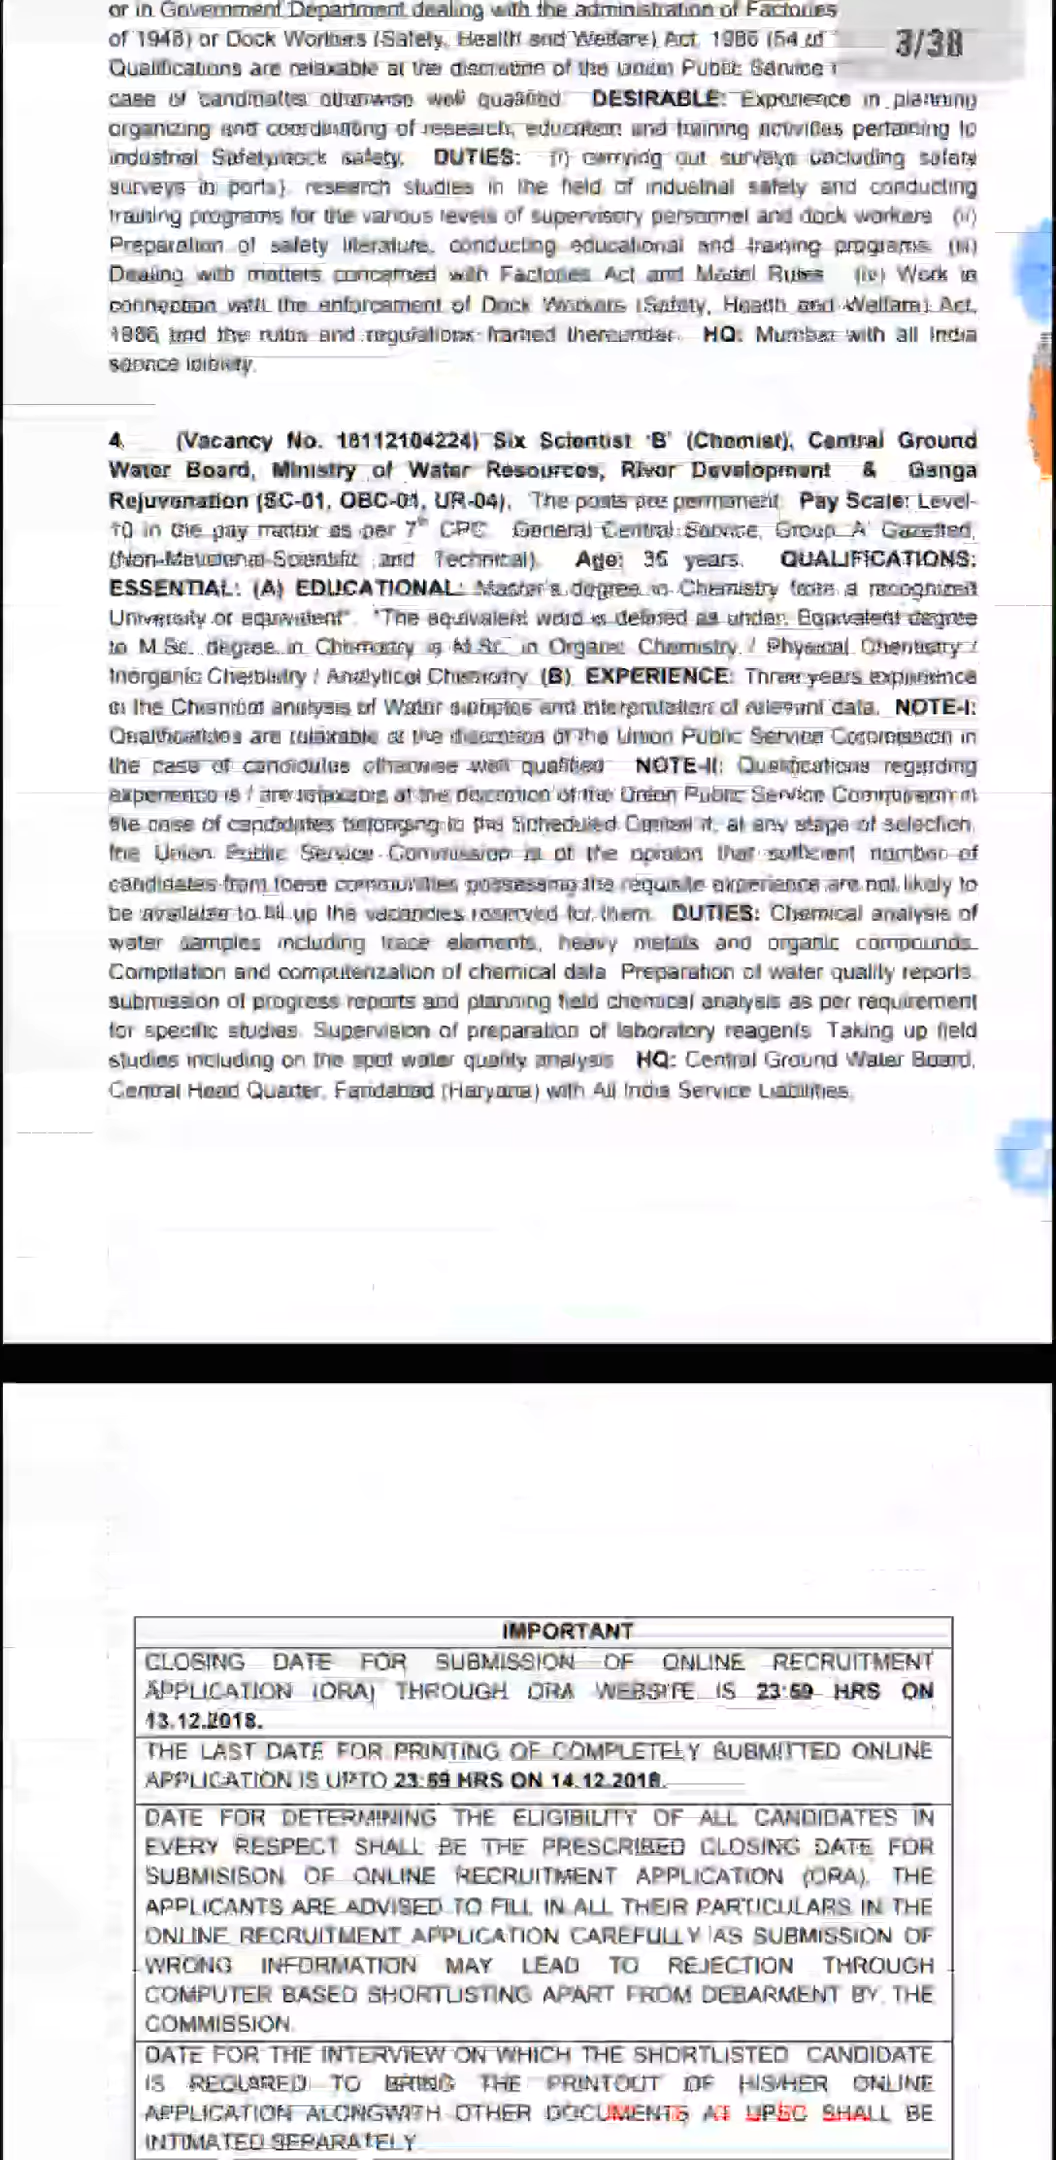 or in Government Department dealing with the administration of Factories
of 1948) or Dock Workers (Safety, Health and Welfare) Act, 1986 (54 of
3/38
Qualifications are relaxable at the discretion of the Union Public Service
case of candidates otherwise well qualified. DESIRABLE: Experience in planning
organizing and coordinating of research, education and training activities pertaining to
Industrial Safety/dock safety. DUTIES: (i) carrying out surveys (including safety
surveys in ports), research studies in the field of industrial safety and conducting
training programs for the various levels of supervisory personnel and dock workers (ii)
Preparation of safety literature, conducting educational and training programs (iii)
Dealing with matters concerned with Factories Act and Model Rules (iv) Work in
connection with the enforcement of Dock Workers (Safety, Health and Welfare) Act,
1986 and the rules and regulations framed thereunder. HQ: Mumbai with all India
service liability.
4. (Vacancy No. 18112104224) Six Scientist 'B' (Chemist), Central Ground
Water Board, Ministry of Water Resources, River Development & Ganga
Rejuvenation (SC-01, OBC-01, UR-04). The posts are permanent. Pay Scale: Level-
10 in the pay matrix as per 7th CPC. General Central Service, Group 'A' Gazetted,
(Non-Ministerial-Scientific and Technical). Age: 35 years. QUALIFICATIONS:
ESSENTIAL: (A) EDUCATIONAL: Master's degree in Chemistry from a recognized
University or equivalent*. *The equivalent word is defined as under: Equivalent degree
to M.Sc. degree in Chemistry is M.Sc. in Organic Chemistry / Physical Chemistry /
Inorganic Chemistry / Analytical Chemistry. (B) EXPERIENCE: Three years experience
in the Chemical analysis of Water samples and interpretation of relevant data. NOTE-I:
Qualifications are relaxable at the discretion of the Union Public Service Commission in
the case of candidates otherwise well qualified. NOTE-II: Qualifications regarding
experience is / are relaxable at the discretion of the Union Public Service Commission in
the case of candidates belonging to the Scheduled Castes if, at any stage of selection,
the Union Public Service Commission is of the opinion that sufficient number of
candidates from these communities possessing the requisite experience are not likely to
be available to fill up the vacancies reserved for them. DUTIES: Chemical analysis of
water samples including trace elements, heavy metals and organic compounds.
Compilation and computerization of chemical data. Preparation of water quality reports,
submission of progress reports and planning field chemical analysis as per requirement
for specific studies. Supervision of preparation of laboratory reagents. Taking up field
studies including on the spot water quality analysis. HQ: Central Ground Water Board,
Central Head Quarter, Faridabad (Haryana) with All India Service Liabilities.
IMPORTANT
CLOSING DATE FOR SUBMISSION OF ONLINE RECRUITMENT
APPLICATION (ORA) THROUGH ORA WEBSITE IS 23:59 HRS ON
13.12.2018.
THE LAST DATE FOR PRINTING OF COMPLETELY SUBMITTED ONLINE
APPLICATION IS UPTO 23:59 HRS ON 14.12.2018.
DATE FOR DETERMINING THE ELIGIBILITY OF ALL CANDIDATES IN
EVERY RESPECT SHALL BE THE PRESCRIBED CLOSING DATE FOR
SUBMISISON OF ONLINE RECRUITMENT APPLICATION (ORA). THE
APPLICANTS ARE ADVISED TO FILL IN ALL THEIR PARTICULARS IN THE
ONLINE RECRUITMENT APPLICATION CAREFULLY AS SUBMISSION OF
WRONG INFORMATION MAY LEAD TO REJECTION THROUGH
COMPUTER BASED SHORTLISTING APART FROM DEBARMENT BY THE
COMMISSION.
DATE FOR THE INTERVIEW ON WHICH THE SHORTLISTED CANDIDATE
IS REQUIRED TO BRING THE PRINTOUT OF HIS/HER ONLINE
APPLICATION ALONGWITH OTHER DOCUMENTS AT UPSC SHALL BE
INTIMATED SEPARATELY.